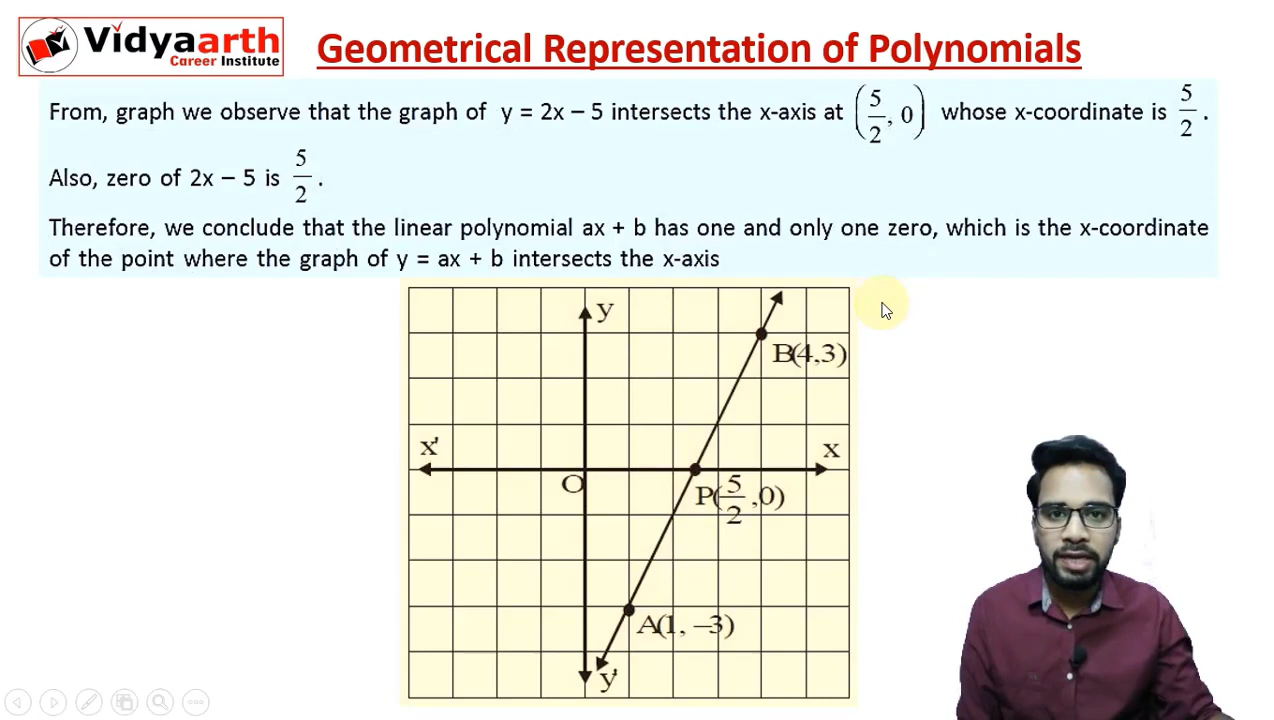 Vidyaarth
Career Institute
Geometrical Representation of Polynomials
From, graph we observe that the graph of y = 2x – 5 intersects the x-axis at (5/2, 0) whose x-coordinate is 5/2 .
Also, zero of 2x – 5 is 5/2 .
Therefore, we conclude that the linear polynomial ax + b has one and only one zero, which is the x-coordinate
of the point where the graph of y = ax + b intersects the x-axis
y
B(4,3)
x'
x
O
P(5/2 ,0)
A(1, –3)
y'